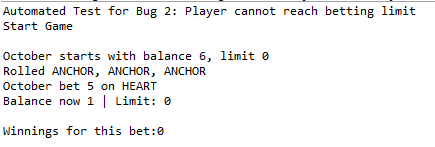 Automated Test for Bug 2: Player cannot reach betting limit
Start Game
October starts with balance 6, limit 0
Rolled ANCHOR, ANCHOR, ANCHOR
October bet 5 on HEART
Balance now 1 | Limit: 0
Winnings for this bet:0